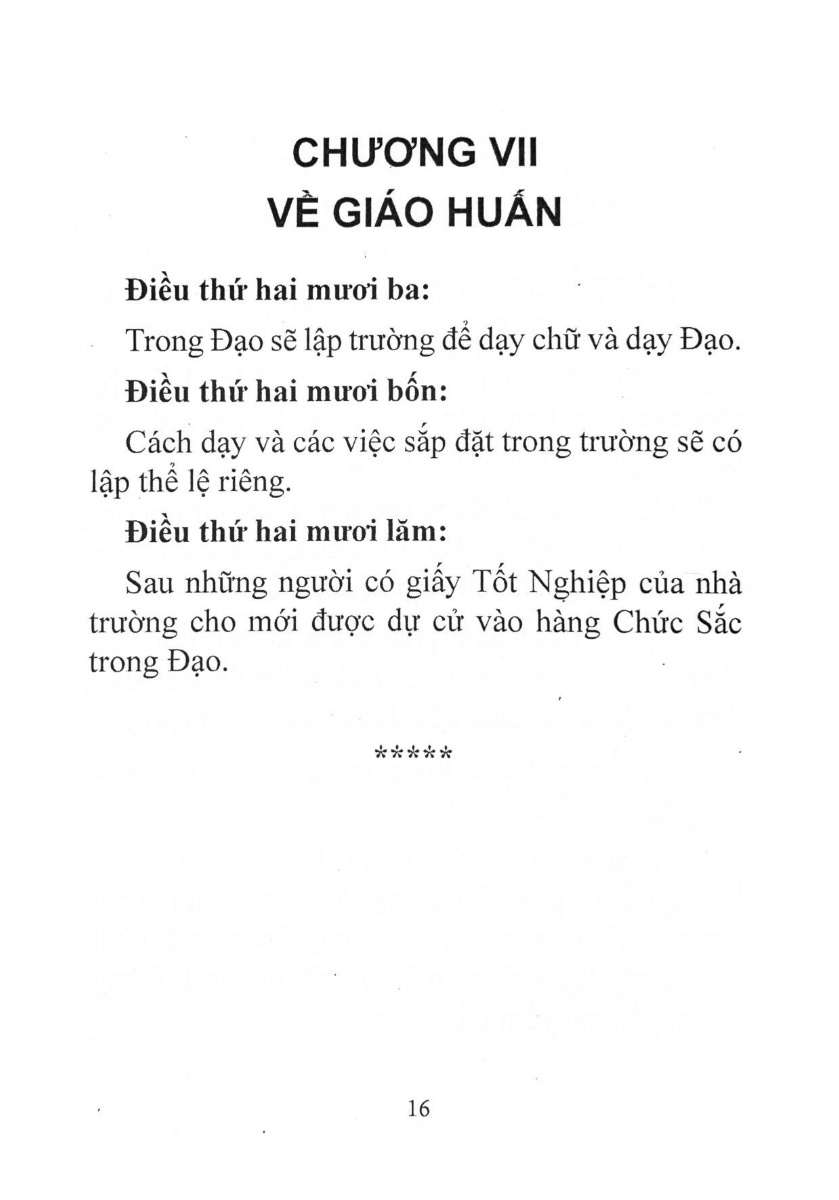 CHƯƠNG VII
VỀ GIÁO HUẤN
Điều thứ hai mươi ba:
Trong Đạo sẽ lập trường để dạy chữ và dạy Đạo.
Điều thứ hai mươi bốn:
Cách dạy và các việc sắp đặt trong trường sẽ có
lập thể lệ riêng.
Điều thứ hai mươi lăm:
Sau những người có giấy Tốt Nghiệp của nhà
trường cho mới được dự cử vào hàng Chức Sắc
trong Đạo.
*****
16